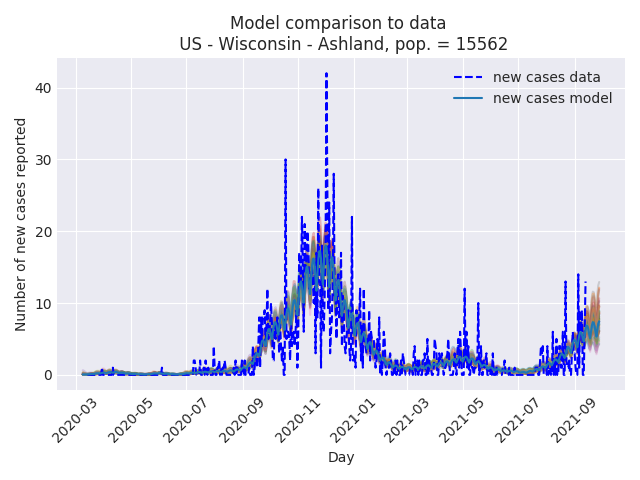 Model comparison to data
US - Wisconsin - Ashland, pop. = 15562
new cases data
new cases model
Number of new cases reported
40
30
20
10
0
2020-03
2020-05
2020-07
2020-09
2020-11
2021-01
2021-03
2021-05
2021-07
2021-09
Day